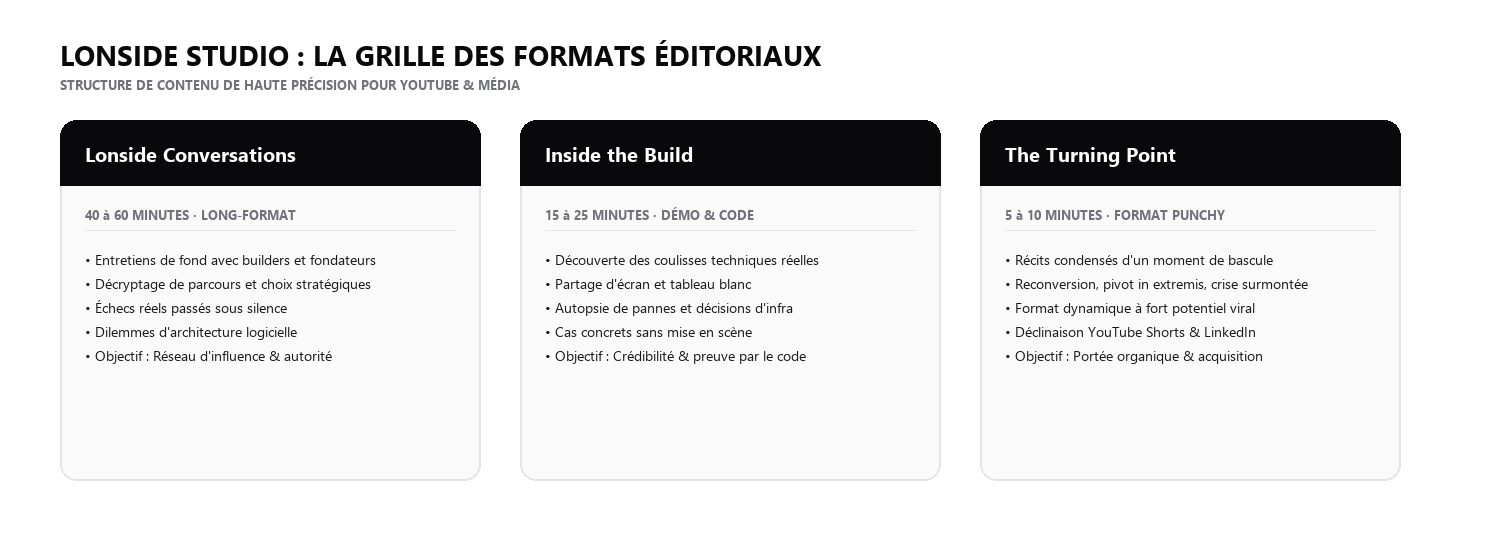 LONSIDE STUDIO : LA GRILLE DES FORMATS ÉDITORIAUX
STRUCTURE DE CONTENU DE HAUTE PRÉCISION POUR YOUTUBE & MÉDIA
Lonside Conversations
40 à 60 MINUTES · LONG-FORMAT
• Entretiens de fond avec builders et fondateurs
• Décryptage de parcours et choix stratégiques
• Échecs réels passés sous silence
• Dilemmes d'architecture logicielle
• Objectif : Réseau d'influence & autorité
Inside the Build
15 à 25 MINUTES · DÉMO & CODE
• Découverte des coulisses techniques réelles
• Partage d'écran et tableau blanc
• Autopsie de pannes et décisions d'infra
• Cas concrets sans mise en scène
• Objectif : Crédibilité & preuve par le code
The Turning Point
5 à 10 MINUTES · FORMAT PUNCHY
• Récits condensés d'un moment de bascule
• Reconversion, pivot in extremis, crise surmontée
• Format dynamique à fort potentiel viral
• Déclinaison YouTube Shorts & LinkedIn
• Objectif : Portée organique & acquisition